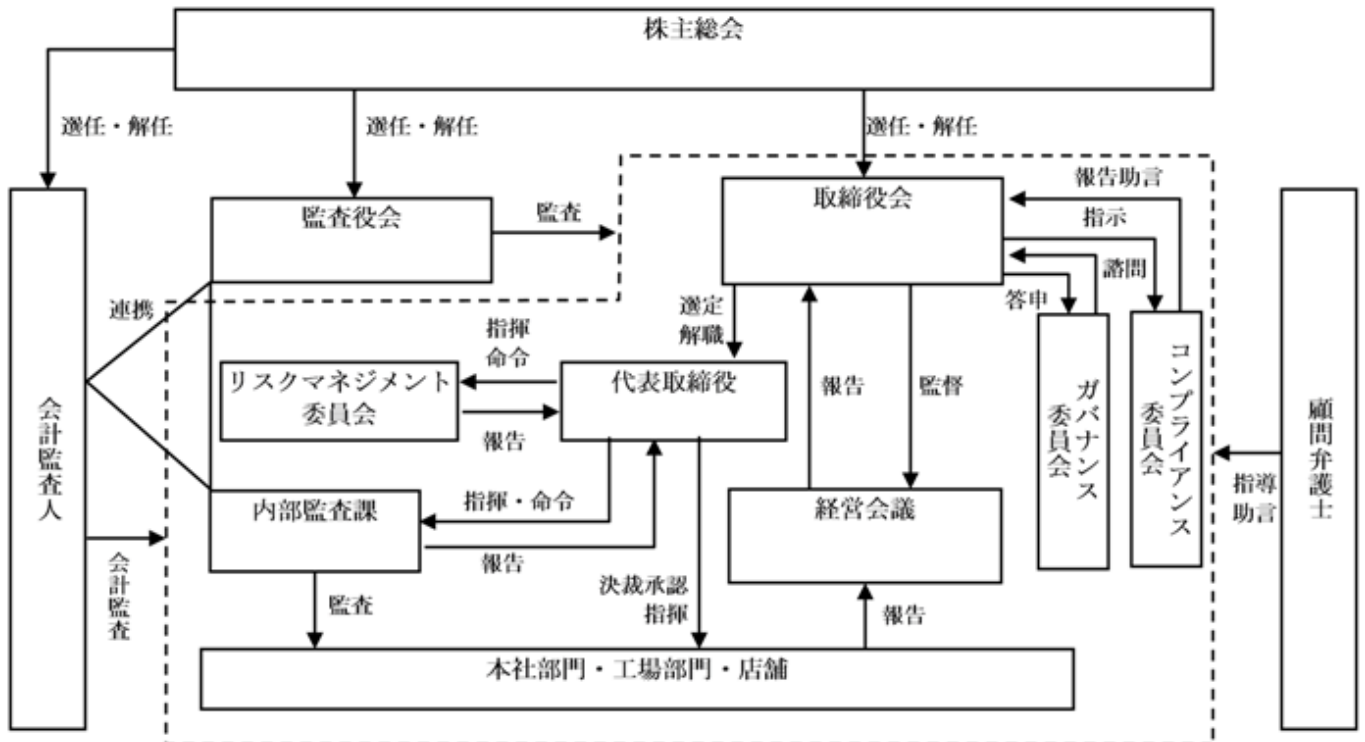 株主総会
選任・解任
選任・解任
選任・解任
監査役会
監査
取締役会
報告助言
指示
諮問
答申
連携
選定
解職
指揮
命令
リスクマネジメント
委員会
代表取締役
報告
報告
監督
ガバナンス
委員会
コンプライアンス
委員会
会計監査人
顧問弁護士
指導
助言
内部監査課
指揮・命令
報告
経営会議
会計監査
監査
決裁承認
指揮
報告
本社部門・工場部門・店舗